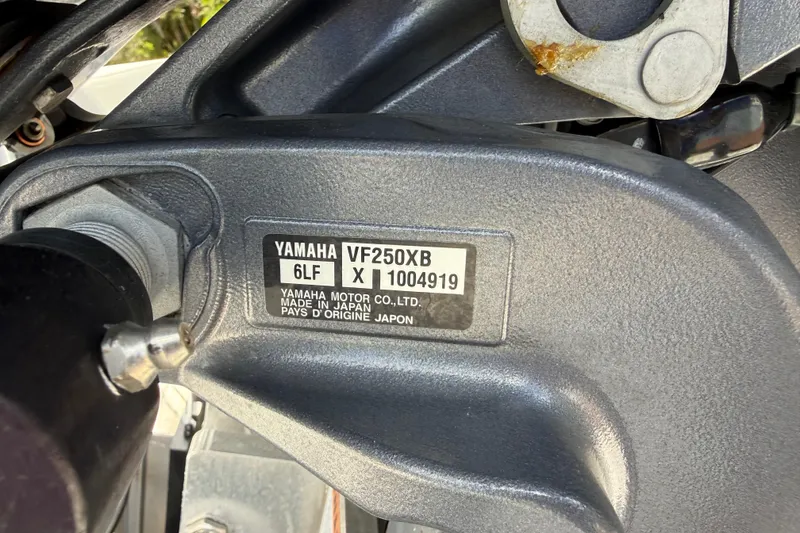 YAMAHA VF250XB
6LF X 1004919
YAMAHA MOTOR CO.,LTD.
MADE IN JAPAN
PAYS D'ORIGINE JAPON